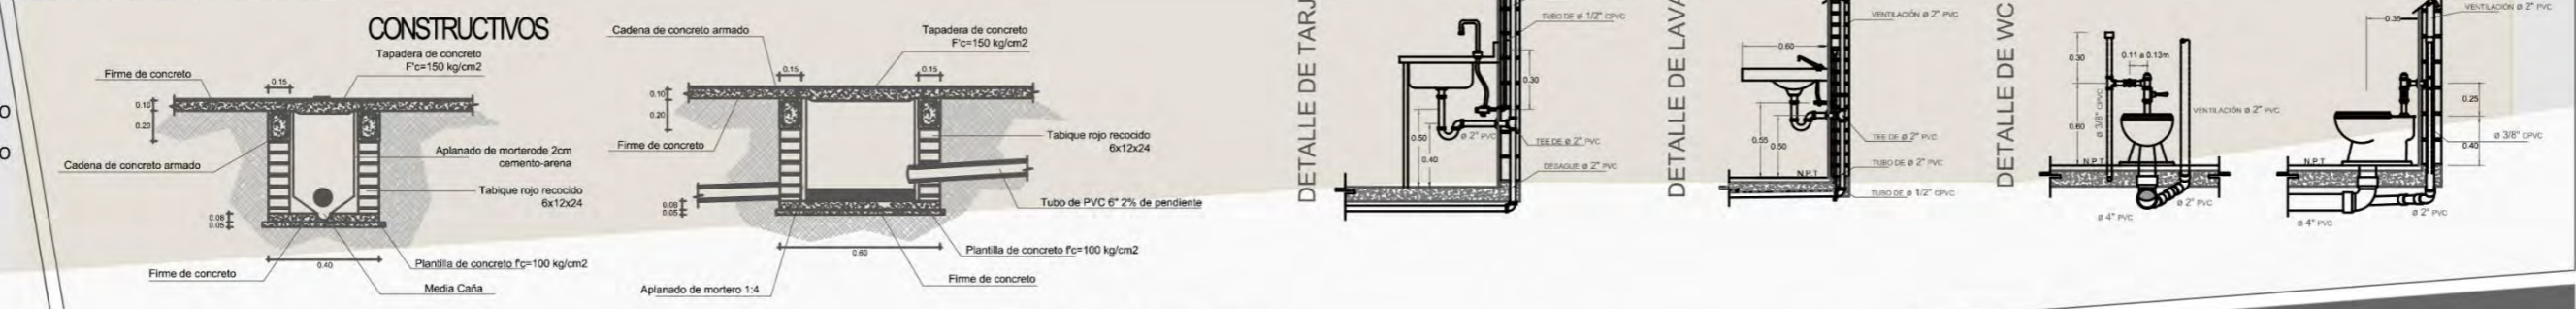 CONSTRUCTIVOS
Tapadera de concreto
F'c=150 kg/cm2
Firme de concreto
0.15
0.10
0.20
Cadena de concreto armado
Aplanado de morterode 2cm
cemento-arena
Tabique rojo recocido
6x12x24
0.08
0.05
0.40
Firme de concreto
Plantilla de concreto f'c=100 kg/cm2
Media Caña
Cadena de concreto armado
Tapadera de concreto
F'c=150 kg/cm2
0.15
0.15
0.10
0.20
Firme de concreto
Tabique rojo recocido
6x12x24
Tubo de PVC 6" 2% de pendiente
0.08
0.05
0.60
Plantilla de concreto f'c=100 kg/cm2
Firme de concreto
Aplanado de mortero 1:4
DETALLE DE TARJ
TUBO DE ø 1/2" CPVC
0.30
ø 2" PVC
0.50
0.40
TEE DE ø 2" PVC
DESAGUE ø 2" PVC
DETALLE DE LAVA
VENTILACIÓN ø 2" PVC
0.60
0.55
0.50
N.P.T
TEE DE ø 2" PVC
TUBO DE ø 2" PVC
TUBO DE ø 1/2" CPVC
DETALLE DE WC
0.30
0.11 a 0.13m
ø 3/8" CPVC
0.60
VENTILACIÓN ø 2" PVC
N.P.T
ø 4" PVC
ø 2" PVC
VENTILACIÓN ø 2" PVC
0.35
0.25
ø 3/8" CPVC
0.40
N.P.T
ø 4" PVC
ø 2" PVC